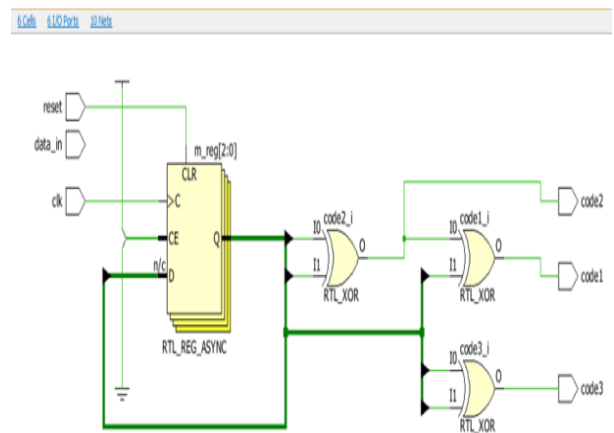 6 Cells 6 I/O Ports 10 Nets
reset
data_in
clk
m_reg[2:0]
CLR
C
CE
n/c
D
Q
RTL_REG_ASYNC
code2_i
I0
I1
O
RTL_XOR
code1_i
I0
I1
O
RTL_XOR
code3_i
I0
I1
O
RTL_XOR
code2
code1
code3